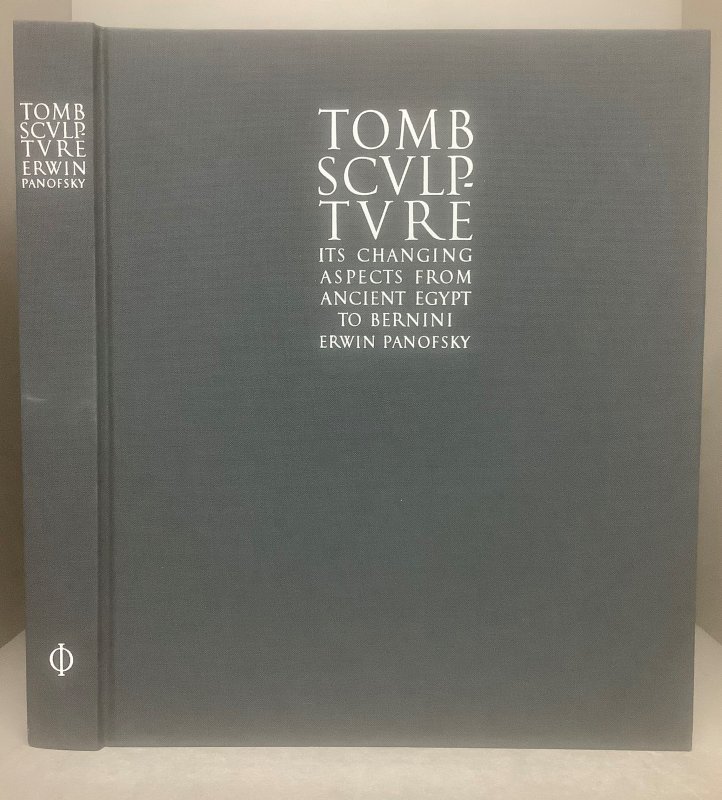 TOMB
SCVLP-
TVRE
ERWIN
PANOFSKY
Φ
TOMB
SCVLP-
TVRE
ITS CHANGING
ASPECTS FROM
ANCIENT EGYPT
TO BERNINI
ERWIN PANOFSKY